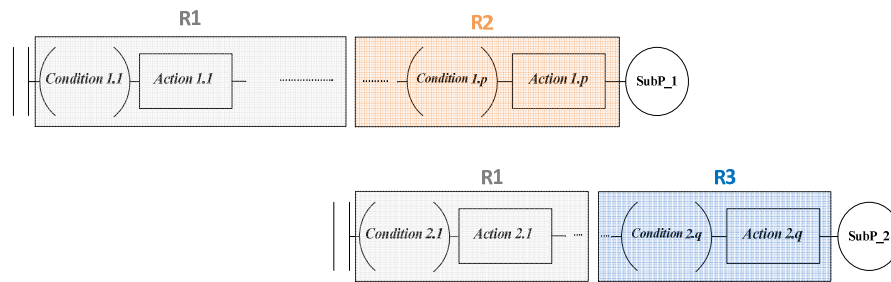 R1 R2
Condition 1.1 Action 1.1 .................. ......... Condition 1.p Action 1.p SubP_1
R1 R3
Condition 2.1 Action 2.1 .... .... Condition 2.q Action 2.q SubP_2